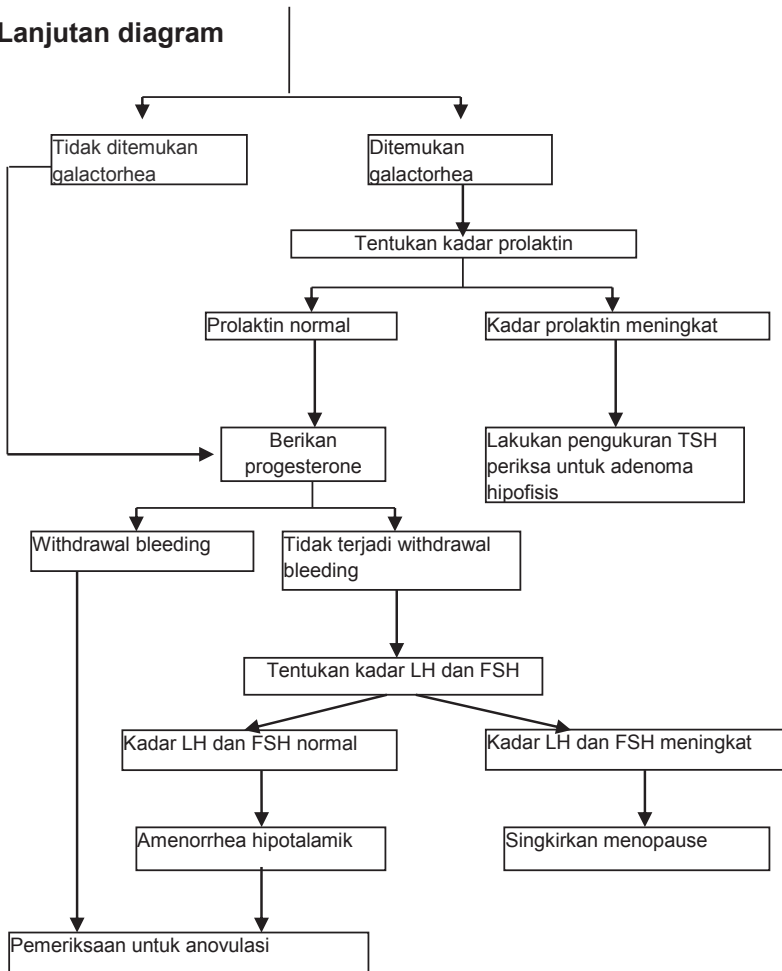 Lanjutan diagram
Tidak ditemukan
galactorhea
Ditemukan
galactorhea
Tentukan kadar prolaktin
Prolaktin normal
Kadar prolaktin meningkat
Berikan
progesterone
Lakukan pengukuran TSH
periksa untuk adenoma
hipofisis
Withdrawal bleeding
Tidak terjadi withdrawal
bleeding
Tentukan kadar LH dan FSH
Kadar LH dan FSH normal
Kadar LH dan FSH meningkat
Amenorrhea hipotalamik
Singkirkan menopause
Pemeriksaan untuk anovulasi